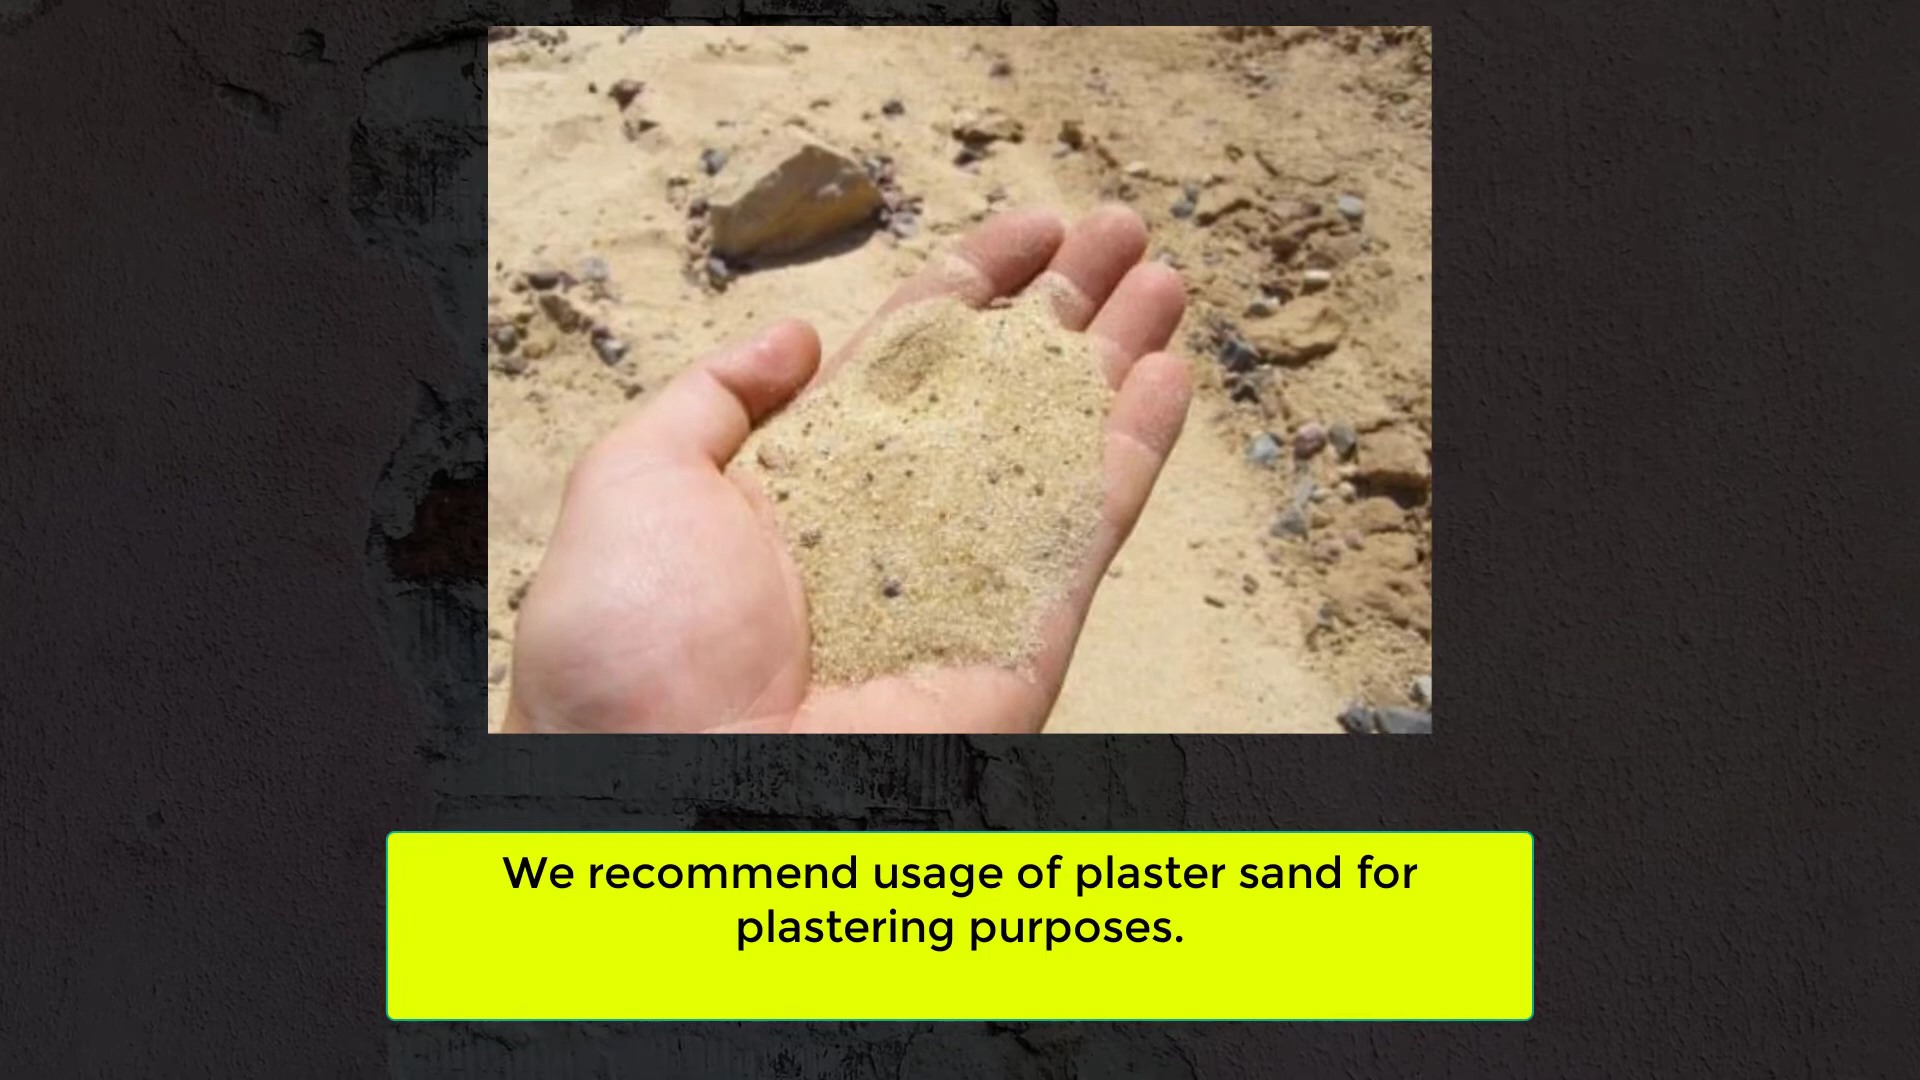 We recommend usage of plaster sand for
plastering purposes.